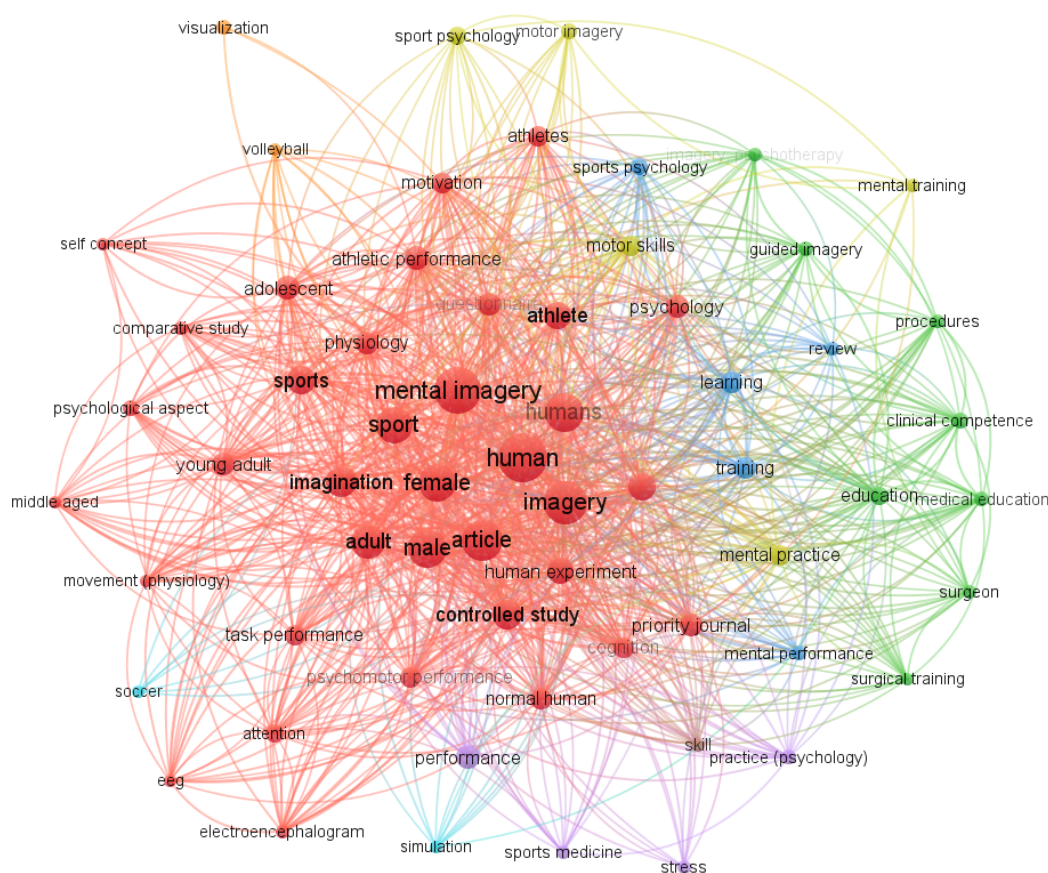 visualization
sport psychology
motor imagery
athletes
volleyball
sports psychology
imagery, psychotherapy
motivation
mental training
self concept
motor skills
guided imagery
athletic performance
adolescent
questionnaire
psychology
athlete
procedures
comparative study
physiology
review
sports
mental imagery
learning
psychological aspect
humans
clinical competence
sport
young adult
human
training
imagination
female
education
medical education
middle aged
imagery
adult
male
article
mental practice
human experiment
movement (physiology)
surgeon
controlled study
priority journal
task performance
cognition
mental performance
psychomotor performance
surgical training
soccer
normal human
attention
skill
performance
practice (psychology)
eeg
electroencephalogram
simulation
sports medicine
stress